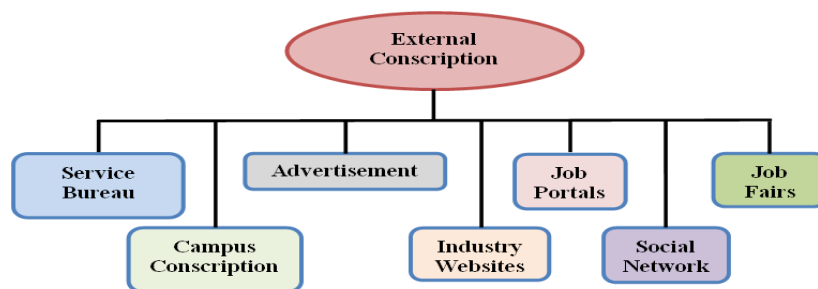 External
Conscription
Service
Bureau
Advertisement
Job
Portals
Job
Fairs
Campus
Conscription
Industry
Websites
Social
Network